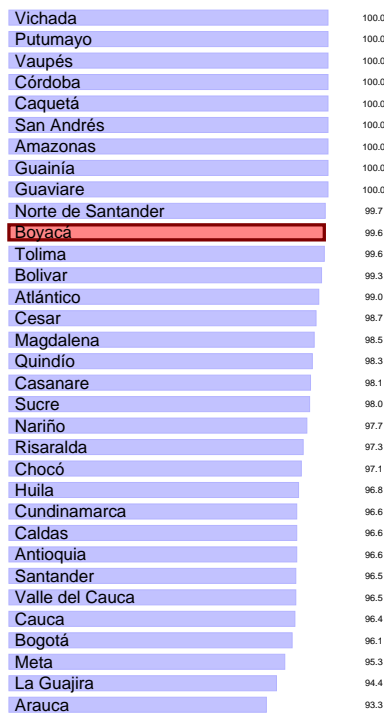 Vichada 100.0
Putumayo 100.0
Vaupés 100.0
Córdoba 100.0
Caquetá 100.0
San Andrés 100.0
Amazonas 100.0
Guainía 100.0
Guaviare 100.0
Norte de Santander 99.7
Boyacá 99.6
Tolima 99.6
Bolivar 99.3
Atlántico 99.0
Cesar 98.7
Magdalena 98.5
Quindío 98.3
Casanare 98.1
Sucre 98.0
Nariño 97.7
Risaralda 97.3
Chocó 97.1
Huila 96.8
Cundinamarca 96.6
Caldas 96.6
Antioquia 96.6
Santander 96.5
Valle del Cauca 96.5
Cauca 96.4
Bogotá 96.1
Meta 95.3
La Guajira 94.4
Arauca 93.3